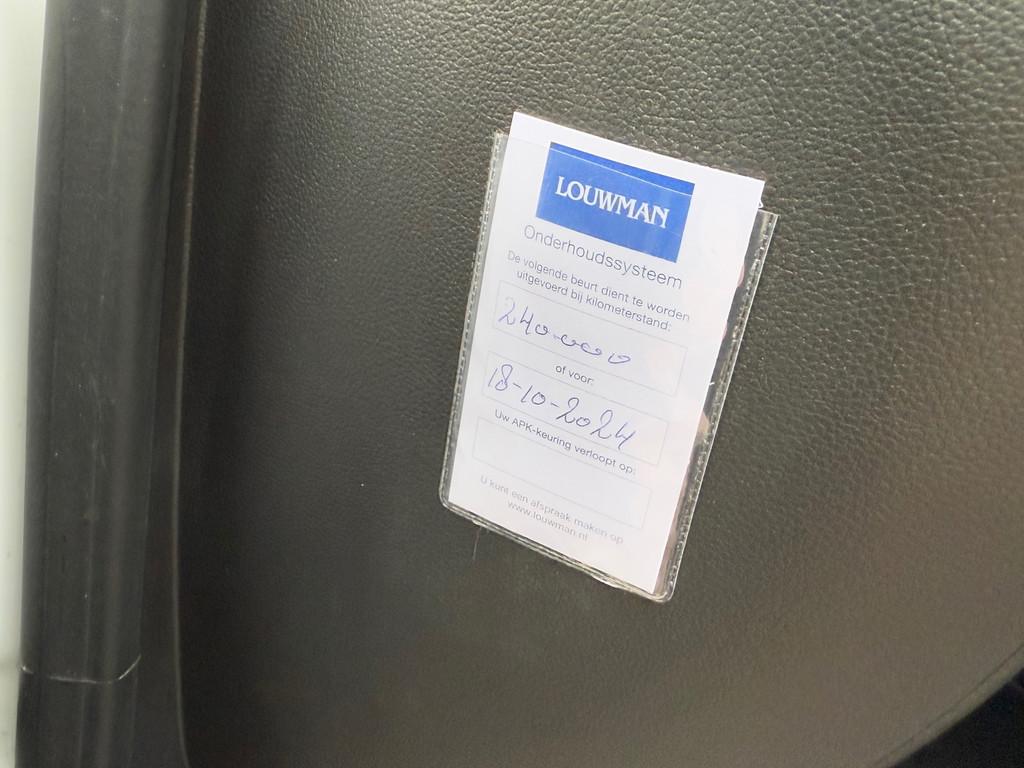 LOUWMAN
Onderhoudssysteem
De volgende beurt dient te worden
uitgevoerd bij kilometerstand:
240.000
of voor:
18-10-2024
Uw APK-keuring verloopt op:
U kunt een afspraak maken op
www.louwman.nl